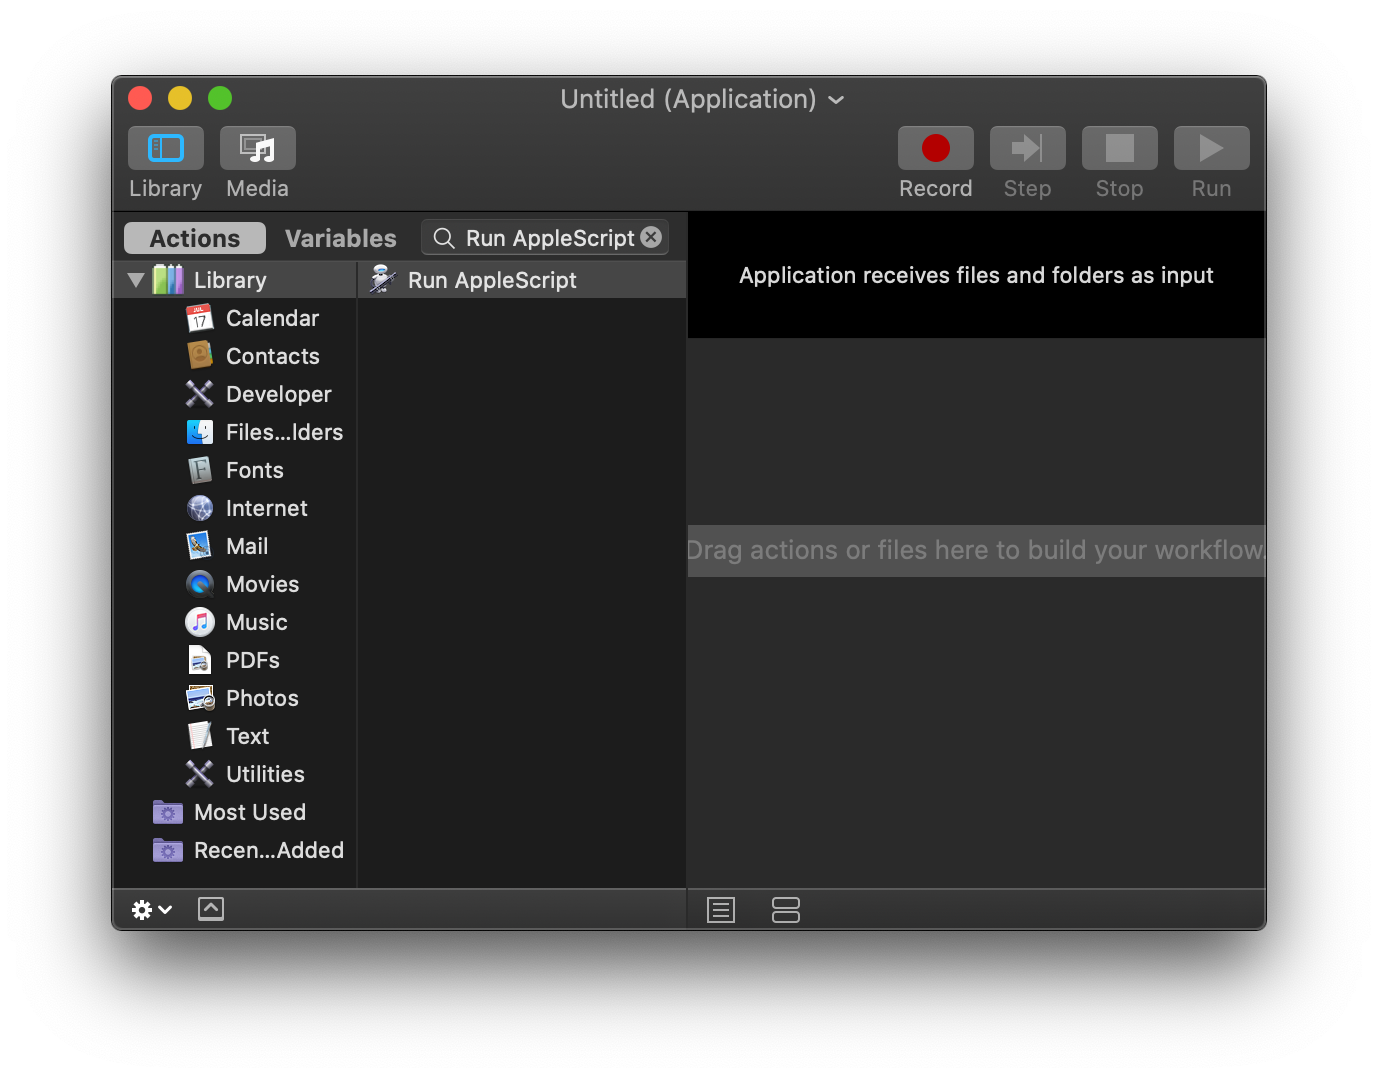 Untitled (Application)
Library
Media
Record
Step
Stop
Run
Actions
Variables
Run AppleScript
Library
Run AppleScript
Application receives files and folders as input
JUL
17
Calendar
Contacts
Developer
Files...lders
F
Fonts
Internet
Mail
Movies
Music
PDFs
Photos
Text
Utilities
Most Used
Recen...Added
Drag actions or files here to build your workflow.